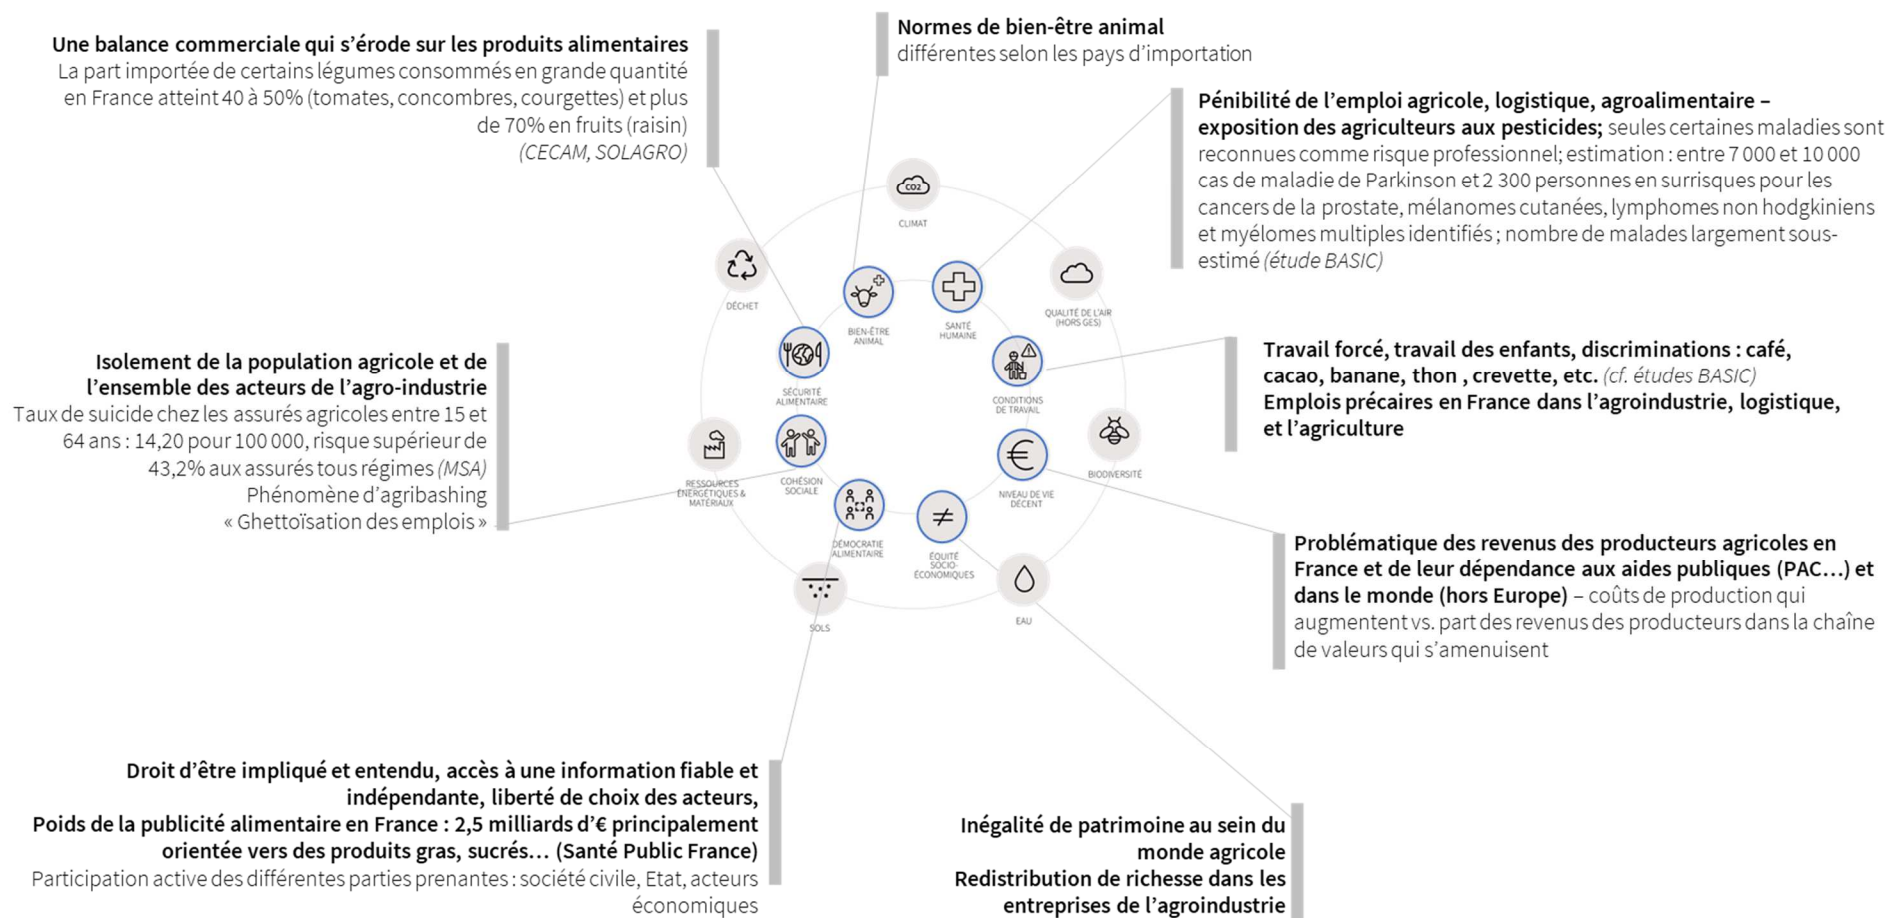 Une balance commerciale qui s’érode sur les produits alimentaires
La part importée de certains légumes consommés en grande quantité
en France atteint 40 à 50% (tomates, concombres, courgettes) et plus
de 70% en fruits (raisin)
(CECAM, SOLAGRO)
Normes de bien-être animal
différentes selon les pays d’importation
Pénibilité de l’emploi agricole, logistique, agroalimentaire –
exposition des agriculteurs aux pesticides; seules certaines maladies sont
reconnues comme risque professionnel; estimation : entre 7 000 et 10 000
cas de maladie de Parkinson et 2 300 personnes en surrisques pour les
cancers de la prostate, mélanomes cutanées, lymphomes non hodgkiniens
et myélomes multiples identifiés ; nombre de malades largement sous-
estimé (étude BASIC)
CO2
CLIMAT
DÉCHET
QUALITÉ DE L’AIR
(HORS GES)
BIEN-ÊTRE
ANIMAL
SANTÉ
HUMAINE
SÉCURITÉ
ALIMENTAIRE
CONDITIONS
DE TRAVAIL
BIODIVERSITÉ
RESSOURCES
ÉNERGÉTIQUES &
MATÉRIAUX
COHÉSION
SOCIALE
€
NIVEAU DE VIE
DÉCENT
DÉMOCRATIE
ALIMENTAIRE
≠
ÉQUITÉ
SOCIO-
ÉCONOMIQUES
SOLS
EAU
Isolement de la population agricole et de
l’ensemble des acteurs de l’agro-industrie
Taux de suicide chez les assurés agricoles entre 15 et
64 ans : 14,20 pour 100 000, risque supérieur de
43,2% aux assurés tous régimes (MSA)
Phénomène d’agribashing
« Ghettoïsation des emplois »
Travail forcé, travail des enfants, discriminations : café,
cacao, banane, thon , crevette, etc. (cf. études BASIC)
Emplois précaires en France dans l’agroindustrie, logistique,
et l’agriculture
Problématique des revenus des producteurs agricoles en
France et de leur dépendance aux aides publiques (PAC…) et
dans le monde (hors Europe) – coûts de production qui
augmentent vs. part des revenus des producteurs dans la chaîne
de valeurs qui s’amenuisent
Droit d’être impliqué et entendu, accès à une information fiable et
indépendante, liberté de choix des acteurs,
Poids de la publicité alimentaire en France : 2,5 milliards d’€ principalement
orientée vers des produits gras, sucrés… (Santé Public France)
Participation active des différentes parties prenantes : société civile, Etat, acteurs
économiques
Inégalité de patrimoine au sein du
monde agricole
Redistribution de richesse dans les
entreprises de l’agroindustrie